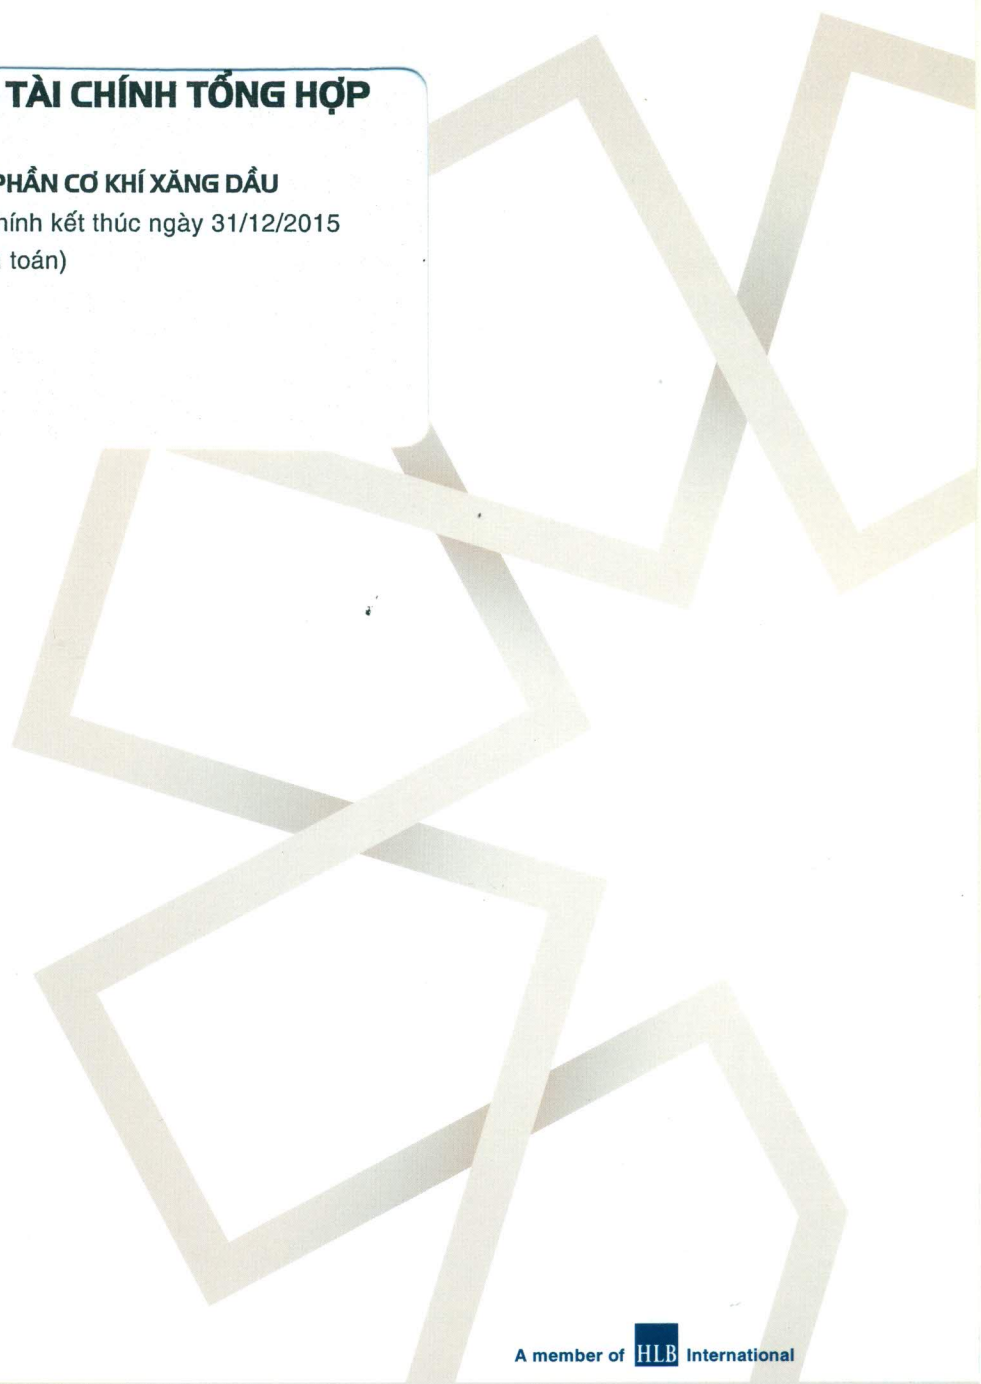 TÀI CHÍNH TỔNG HỢP
PHẦN CƠ KHÍ XĂNG DẦU
hính kết thúc ngày 31/12/2015
toán)
A member of HLB International